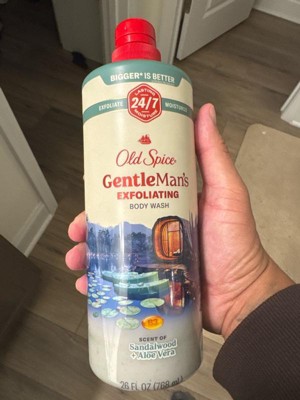 BIGGER* IS BETTER
EXFOLIATE
24/7
MOISTURIZE
Old Spice
GentleMan's
EXFOLIATING
BODY WASH
SCENT OF
Sandalwood
+ Aloe Vera
26 FL OZ (768 mL)